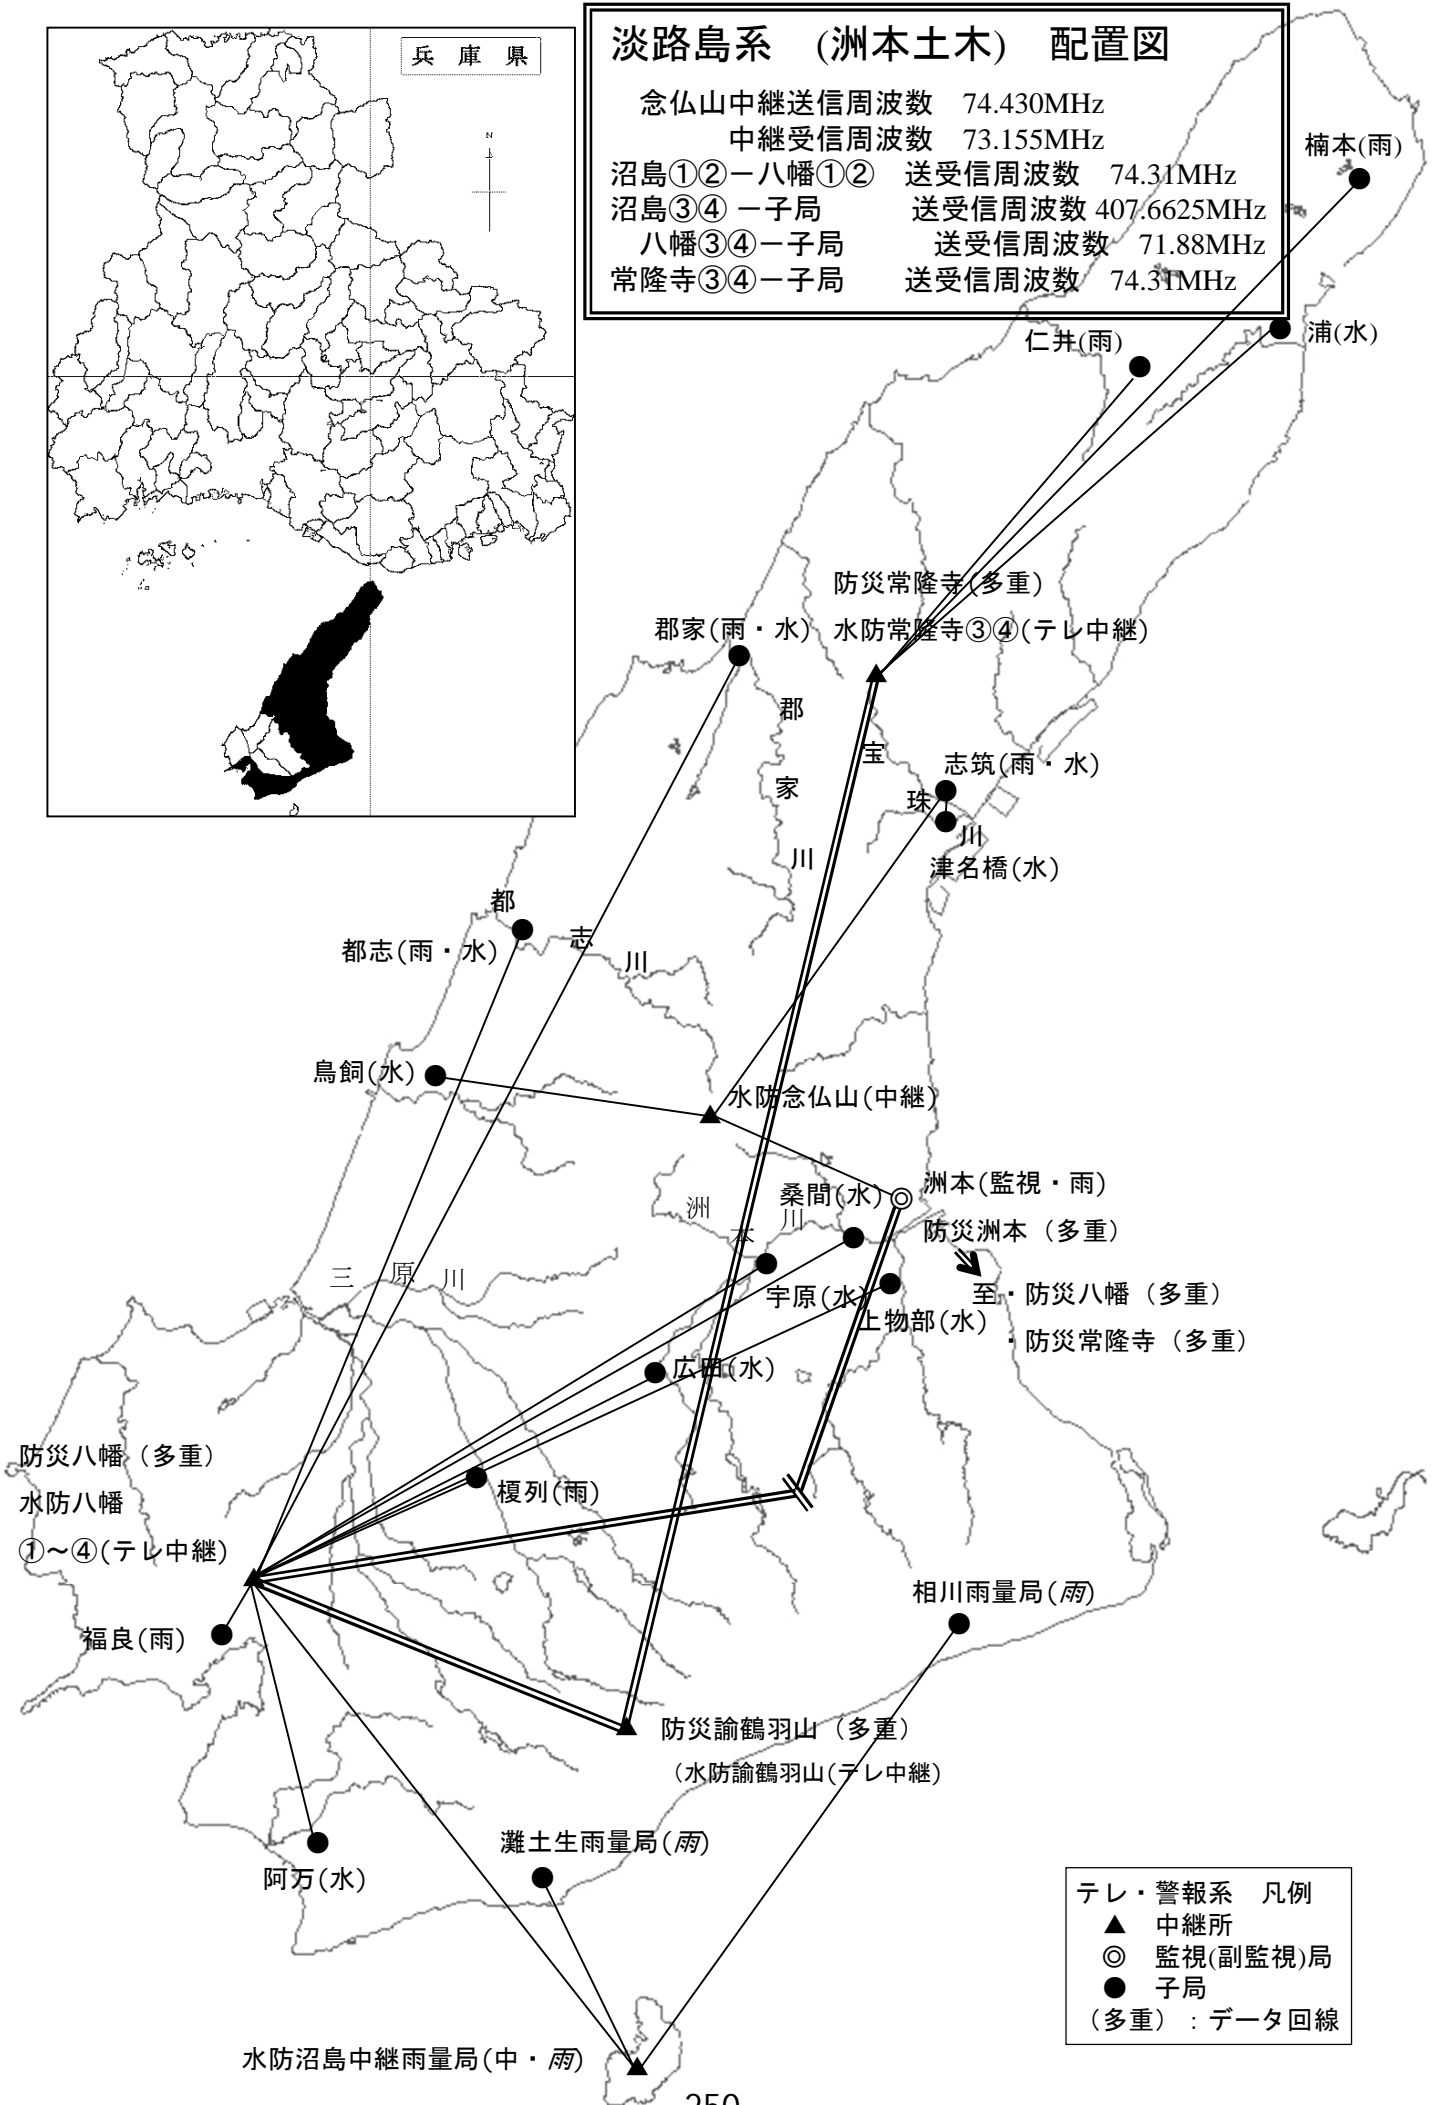 兵 庫 県
N
淡路島系　(洲本土木)　配置図
念仏山中継送信周波数　74.430MHz
中継受信周波数　73.155MHz
沼島①②－八幡①②　送受信周波数　74.31MHz
沼島③④－子局　送受信周波数 407.6625MHz
八幡③④－子局　送受信周波数　71.88MHz
常隆寺③④－子局　送受信周波数　74.31MHz
楠本(雨)
浦(水)
仁井(雨)
防災常隆寺(多重)
水防常隆寺③④(テレ中継)
郡家(雨・水)
郡家川
宝珠川
志筑(雨・水)
津名橋(水)
都志川
都志(雨・水)
鳥飼(水)
水防念仏山(中継)
洲本(監視・雨)
防災洲本（多重）
至・防災八幡（多重）
・防災常隆寺（多重）
桑間(水)
洲本川
宇原(水)
上物部(水)
三原川
広田(水)
榎列(雨)
防災八幡（多重）
水防八幡
①～④(テレ中継)
福良(雨)
相川雨量局(雨)
防災諭鶴羽山（多重）
（水防諭鶴羽山(テレ中継)
灘土生雨量局(雨)
阿万(水)
水防沼島中継雨量局(中・雨)
テレ・警報系　凡例
▲　中継所
◎　監視(副監視)局
●　子局
（多重）：データ回線
250